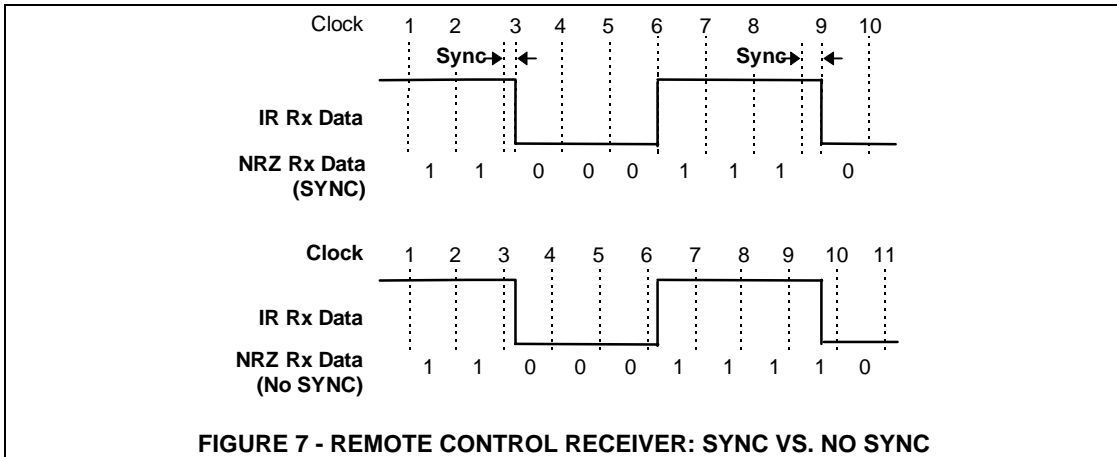 Clock 1 2 3 4 5 6 7 8 9 10
Sync Sync
IR Rx Data
NRZ Rx Data
(SYNC)
1 1 0 0 0 1 1 1 0
Clock 1 2 3 4 5 6 7 8 9 10 11
IR Rx Data
NRZ Rx Data
(No SYNC)
1 1 0 0 0 1 1 1 1 0
FIGURE 7 - REMOTE CONTROL RECEIVER: SYNC VS. NO SYNC